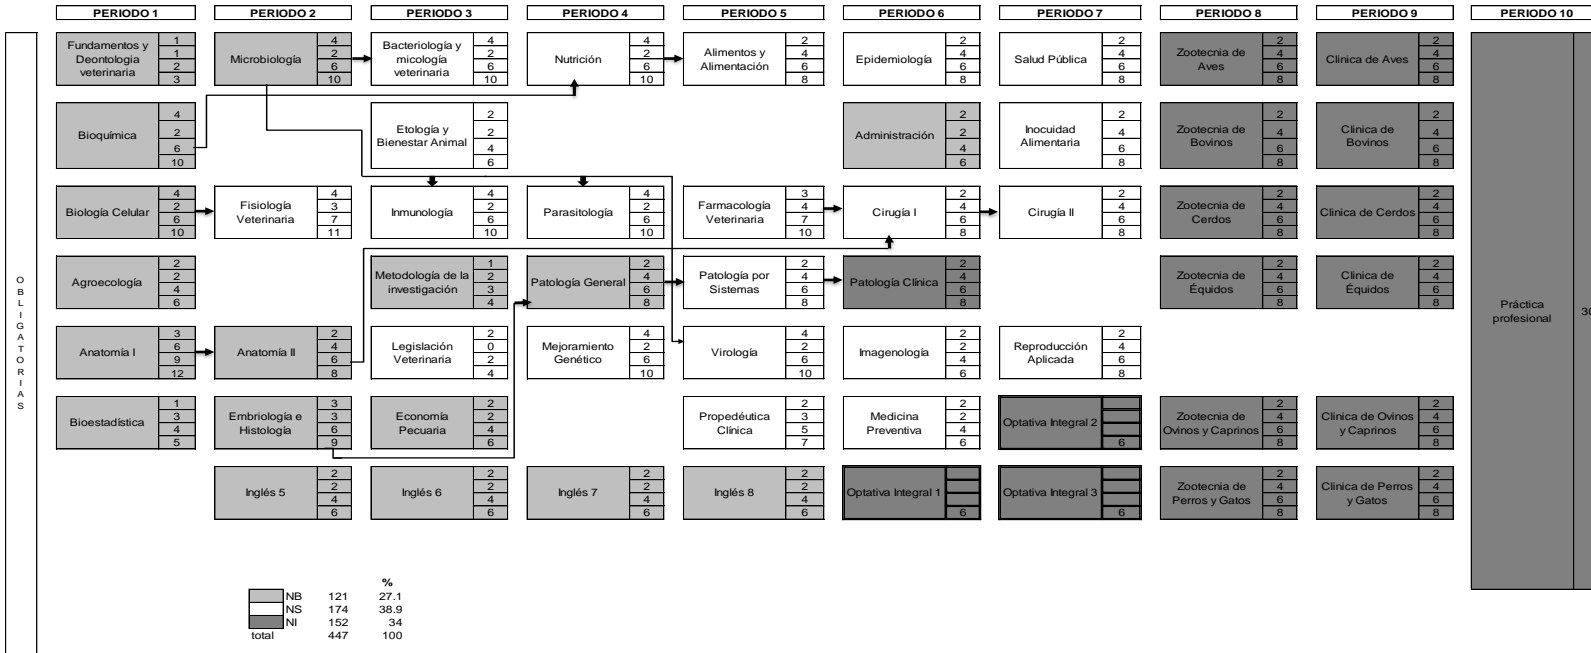 PERIODO 1 PERIODO 2 PERIODO 3 PERIODO 4 PERIODO 5 PERIODO 6 PERIODO 7 PERIODO 8 PERIODO 9 PERIODO 10
OBLIGATORIAS
Fundamentos y
Deontologia
veterinaria
1
1
2
3
Microbiología
4
2
6
10
Bacteriología y
micología
veterinaria
4
2
6
10
Nutrición
4
2
6
10
Alimentos y
Alimentación
2
4
6
8
Epidemiología
2
4
6
8
Salud Pública
2
4
6
8
Zootecnia de
Aves
2
4
6
8
Clinica de Aves
2
4
6
8
Bioquímica
4
2
6
10
Etología y
Bienestar Animal
2
2
4
6
Administración
2
2
4
6
Inocuidad
Alimentaria
2
4
6
8
Zootecnia de
Bovinos
2
4
6
8
Clinica de
Bovinos
2
4
6
8
Biología Celular
4
2
6
10
Fisiología
Veterinaria
4
3
7
11
Inmunología
4
2
6
10
Parasitología
4
2
6
10
Farmacología
Veterinaria
3
4
7
10
Cirugía I
2
4
6
8
Cirugía II
2
4
6
8
Zootecnia de
Cerdos
2
4
6
8
Clinica de Cerdos
2
4
6
8
Agroecología
2
2
4
6
Metodología de la
investigación
1
2
3
4
Patología General
2
4
6
8
Patología por
Sistemas
2
4
6
8
Patología Clínica
2
4
6
8
Zootecnia de
Équidos
2
4
6
8
Clinica de
Équidos
2
4
6
8
Práctica
profesional
30
Anatomía I
3
6
9
12
Anatomía II
2
4
6
8
Legislación
Veterinaria
2
0
2
4
Mejoramiento
Genético
4
2
6
10
Virología
4
2
6
10
Imagenología
2
2
4
6
Reproducción
Aplicada
2
4
6
8
Bioestadística
1
3
4
5
Embriología e
Histología
3
3
6
9
Economía
Pecuaria
2
2
4
6
Propedéutica
Clínica
2
3
5
7
Medicina
Preventiva
2
2
4
6
Optativa Integral 2
6
Zootecnia de
Ovinos y Caprinos
2
4
6
8
Clinica de Ovinos
y Caprinos
2
4
6
8
Inglés 5
2
2
4
6
Inglés 6
2
2
4
6
Inglés 7
2
2
4
6
Inglés 8
2
2
4
6
Optativa Integral 1
6
Optativa Integral 3
6
Zootecnia de
Perros y Gatos
2
4
6
8
Clinica de Perros
y Gatos
2
4
6
8
%
NB 121 27.1
NS 174 38.9
NI 152 34
total 447 100